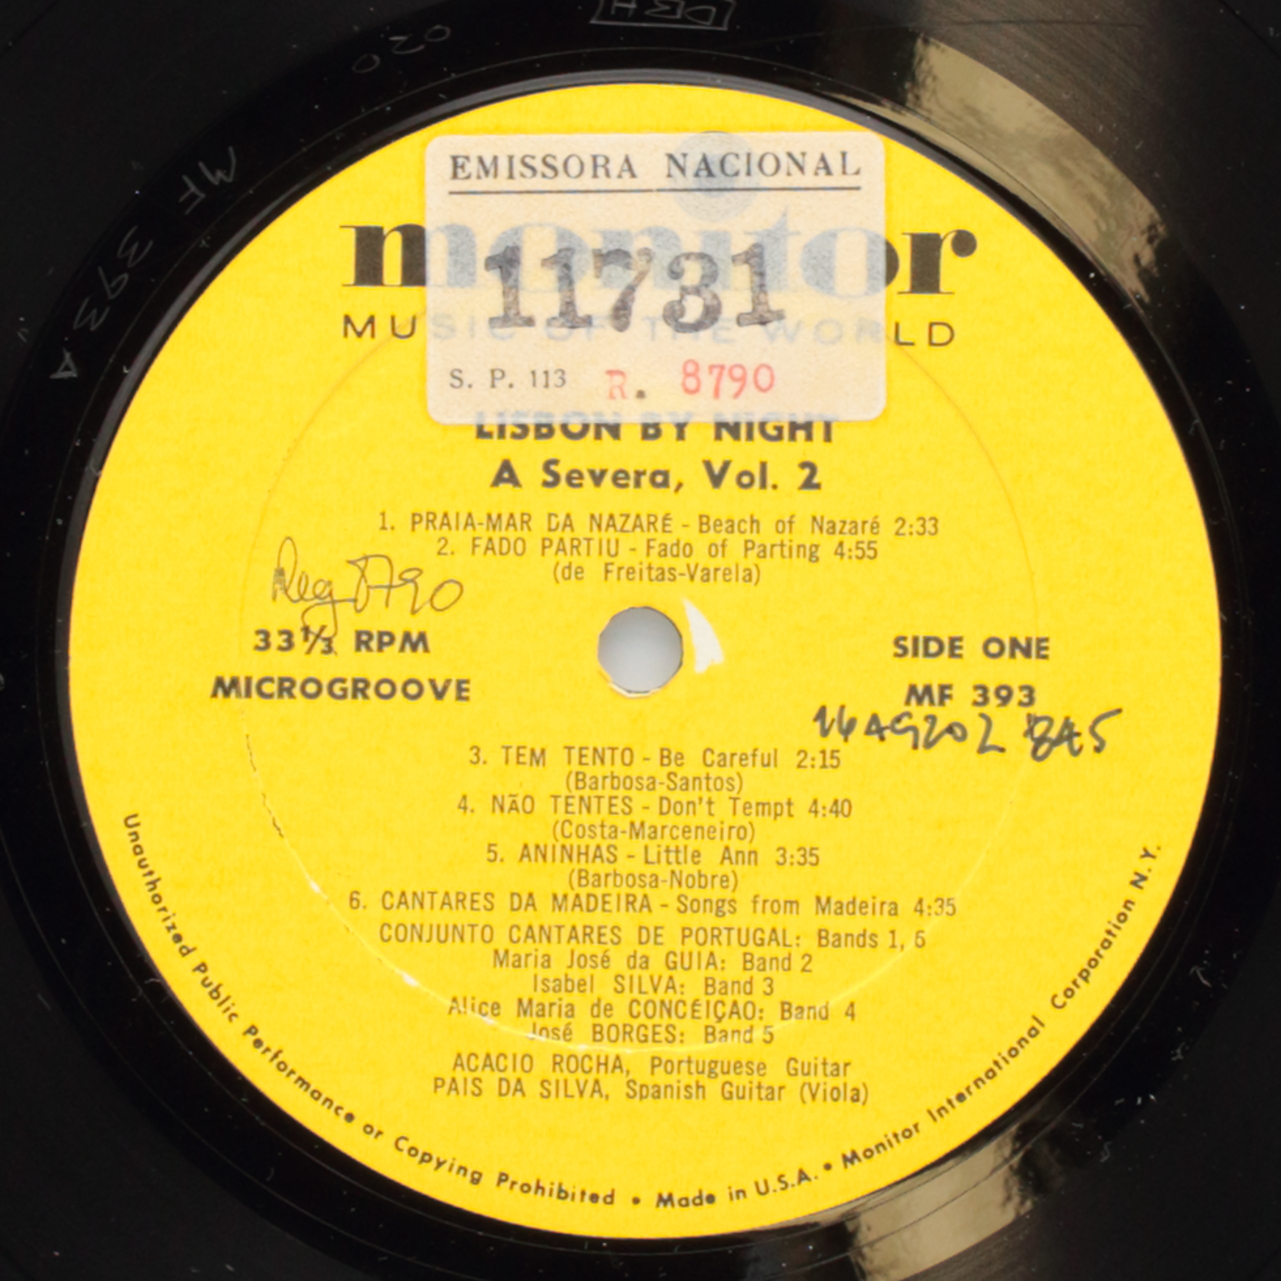 EMISSORA NACIONAL
monitor
11731
MUSIC OF THE WORLD
S. P. 113 R. 8790
LISBON BY NIGHT
A Severa, Vol. 2
1. PRAIA-MAR DA NAZARÉ - Beach of Nazaré 2:33
2. FADO PARTIU - Fado of Parting 4:55
(de Freitas-Varela)
Reg 8790
33⅓ RPM
MICROGROOVE
SIDE ONE
MF 393
3. TEM TENTO - Be Careful 2:15
(Barbosa-Santos)
4. NÃO TENTES - Don't Tempt 4:40
(Costa-Marceneiro)
5. ANINHAS - Little Ann 3:35
(Barbosa-Nobre)
6. CANTARES DA MADEIRA - Songs from Madeira 4:35
CONJUNTO CANTARES DE PORTUGAL: Bands 1, 6
Maria José da GUIA: Band 2
Isabel SILVA: Band 3
Alice Maria de CONCEIÇAO: Band 4
José BORGES: Band 5
ACACIO ROCHA, Portuguese Guitar
PAIS DA SILVA, Spanish Guitar (Viola)
Unauthorized Public Performance or Copying Prohibited • Made in U.S.A. • Monitor International Corporation N.Y.
MF 393 A